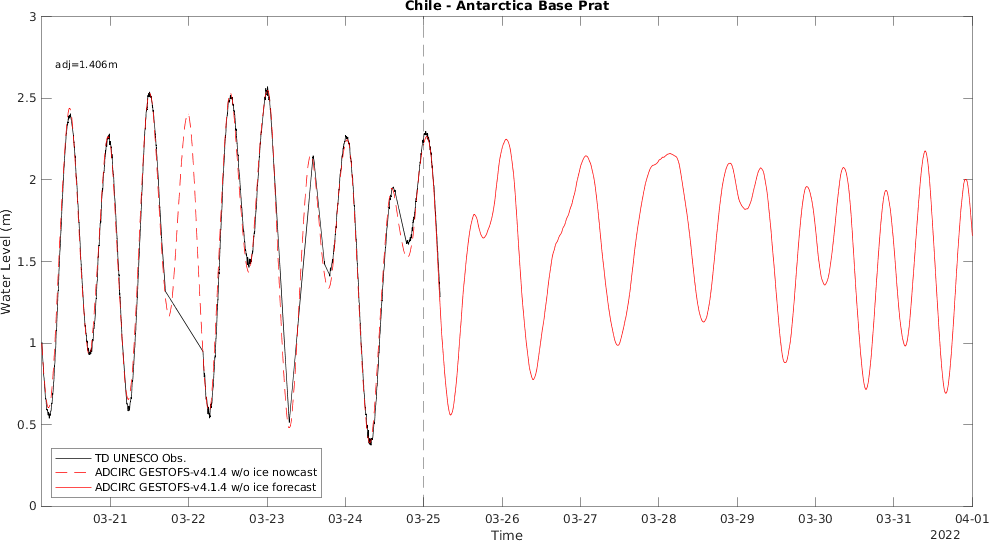 Chile - Antarctica Base Prat
3
adj=1.406m
2.5
2
1.5
1
0.5
0
Water Level (m)
TD UNESCO Obs.
ADCIRC GESTOFS-v4.1.4 w/o ice nowcast
ADCIRC GESTOFS-v4.1.4 w/o ice forecast
03-21 03-22 03-23 03-24 03-25 03-26 03-27 03-28 03-29 03-30 03-31 04-01
Time
2022